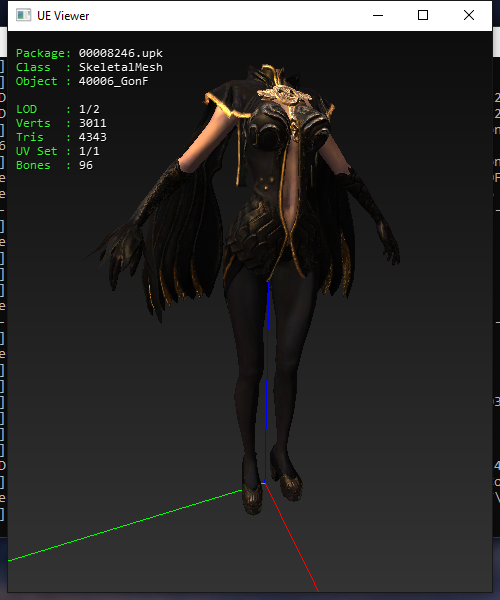 UE Viewer
Package: 00008246.upk
Class : SkeletalMesh
Object : 40006_GonF
LOD : 1/2
Verts : 3011
Tris : 4343
UV Set : 1/1
Bones : 96